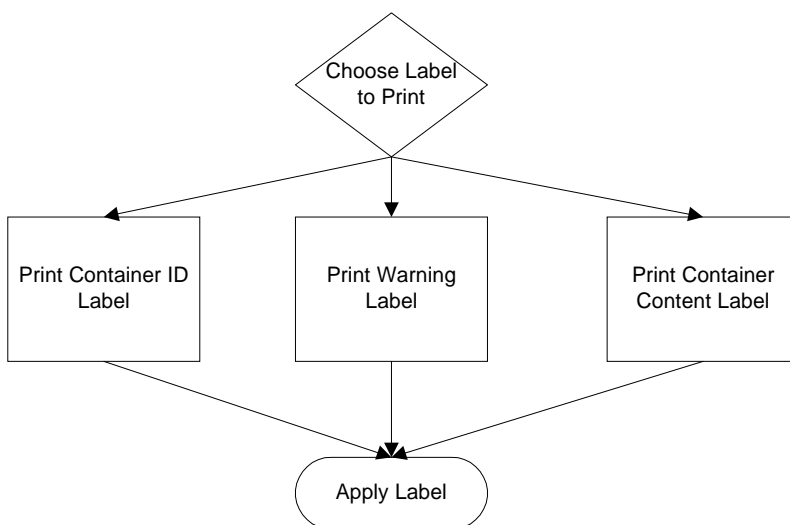 Choose Label
to Print
Print Container ID
Label
Print Warning
Label
Print Container
Content Label
Apply Label